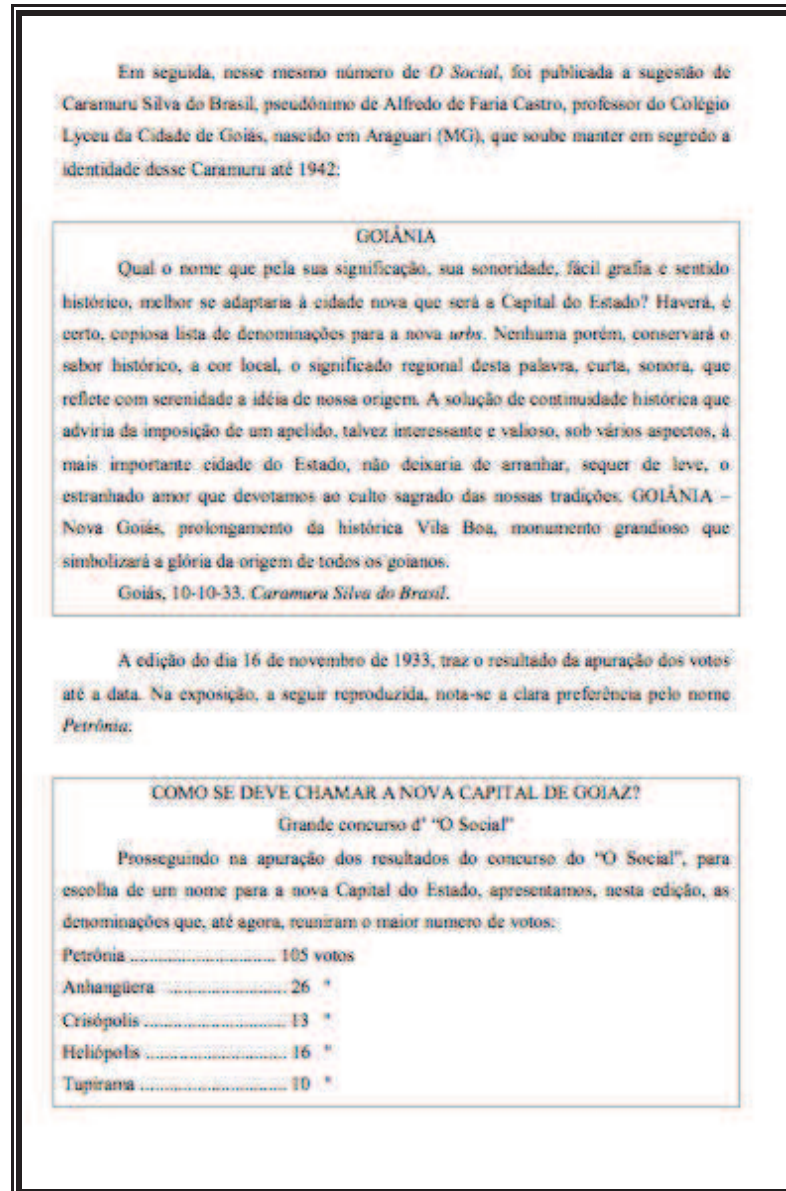 Em seguida, nesse mesmo número de O Social, foi publicada a sugestão de
Caramuru Silva do Brasil, pseudônimo de Alfredo de Faria Castro, professor do Colégio
Lyceu da Cidade de Goiás, nascido em Araguari (MG), que soube manter em segredo a
identidade desse Caramuru até 1942:
GOIÂNIA
Qual o nome que pela sua significação, sua sonoridade, fácil grafia e sentido
histórico, melhor se adaptaria à cidade nova que será a Capital do Estado? Haverá, é
certo, copiosa lista de denominações para a nova urbs. Nenhuma porém, conservará o
sabor histórico, a cor local, o significado regional desta palavra, curta, sonora, que
reflete com serenidade a idéia de nossa origem. A solução de continuidade histórica que
adviria da imposição de um apelido, talvez interessante e valioso, sob vários aspectos, à
mais importante cidade do Estado, não deixaria de arranhar, sequer de leve, o
estranhado amor que devotamos ao culto sagrado das nossas tradições. GOIÂNIA –
Nova Goiás, prolongamento da histórica Vila Boa, monumento grandioso que
simbolizará a glória da origem de todos os goianos.
Goiás, 10-10-33. Caramuru Silva do Brasil.
A edição do dia 16 de novembro de 1933, traz o resultado da apuração dos votos
até a data. Na exposição, a seguir reproduzida, nota-se a clara preferência pelo nome
Petrônia:
COMO SE DEVE CHAMAR A NOVA CAPITAL DE GOIAZ?
Grande concurso d' "O Social"
Prosseguindo na apuração dos resultados do concurso do "O Social", para
escolha de um nome para a nova Capital do Estado, apresentamos, nesta edição, as
denominações que, até agora, reuniram o maior numero de votos:
Petrônia ................................ 105 votos
Anhangüera ........................... 26 "
Crisópolis ................................ 13 "
Heliópolis ................................ 16 "
Tupirama ................................. 10 "